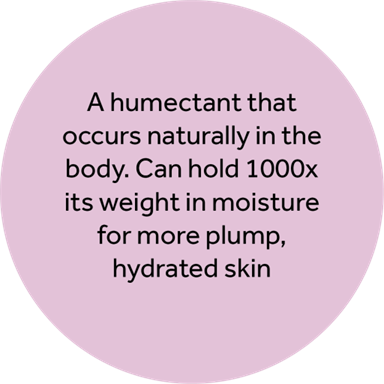 A humectant that
occurs naturally in the
body. Can hold 1000x
its weight in moisture
for more plump,
hydrated skin